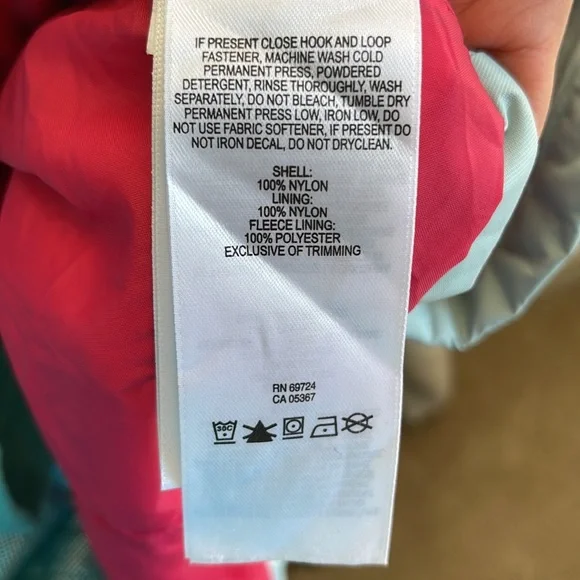 IF PRESENT CLOSE HOOK AND LOOP
FASTENER, MACHINE WASH COLD
PERMANENT PRESS, POWDERED
DETERGENT, RINSE THOROUGHLY, WASH
SEPARATELY, DO NOT BLEACH, TUMBLE DRY
PERMANENT PRESS LOW, IRON LOW, DO
NOT USE FABRIC SOFTENER, IF PRESENT DO
NOT IRON DECAL, DO NOT DRYCLEAN.
SHELL:
100% NYLON
LINING:
100% NYLON
FLEECE LINING:
100% POLYESTER
EXCLUSIVE OF TRIMMING
RN 69724
CA 05367
30C